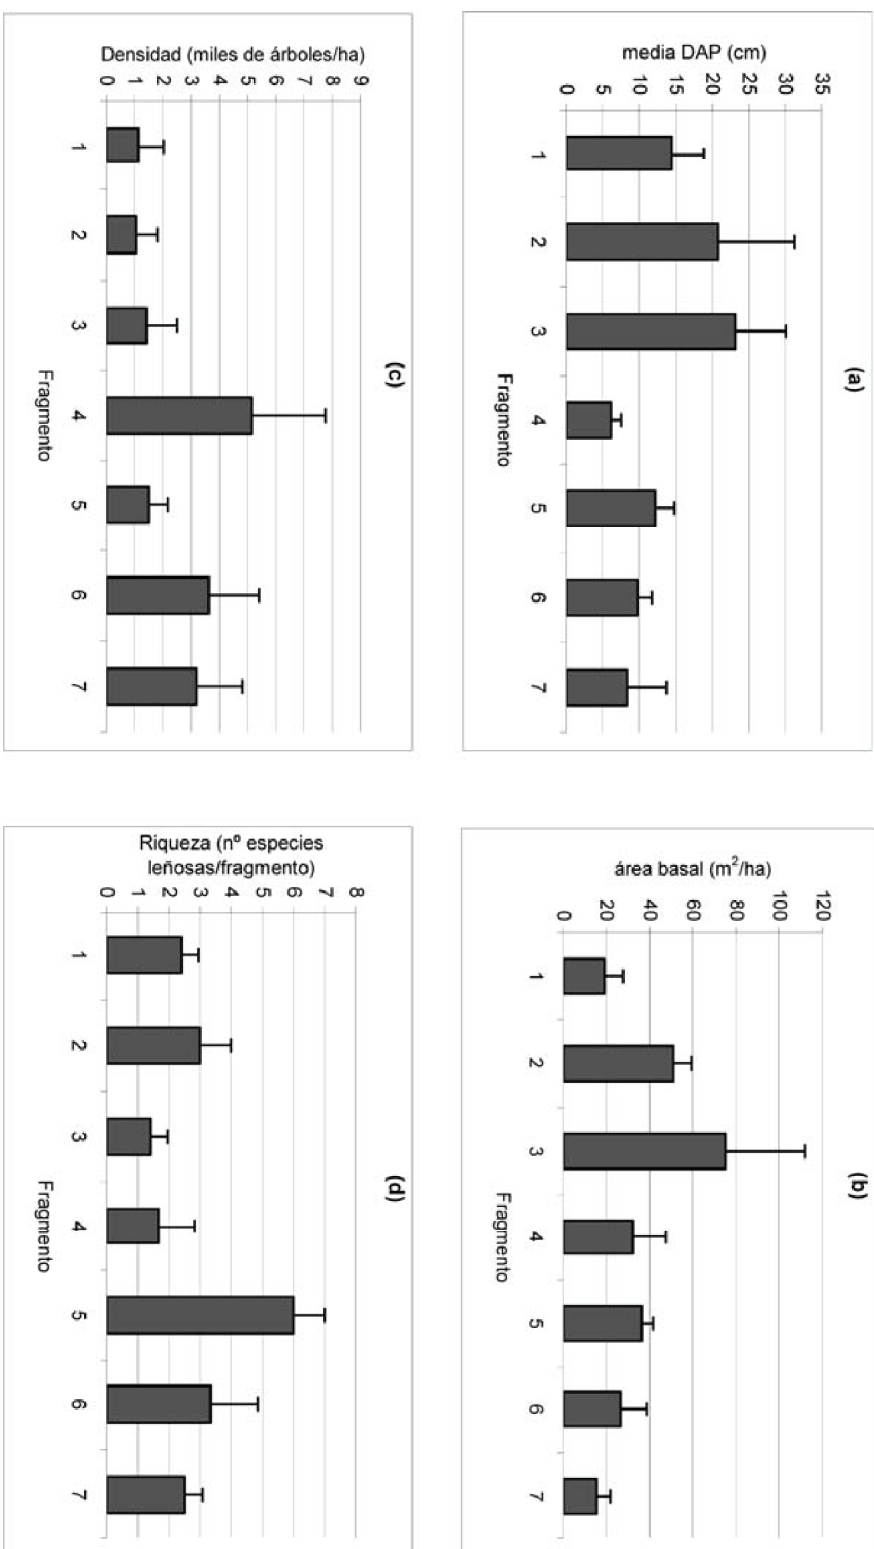 (a)
media DAP (cm)
35
30
25
20
15
10
5
0
1 2 3 4 5 6 7
Fragmento
(b)
área basal (m²/ha)
120
100
80
60
40
20
0
1 2 3 4 5 6 7
Fragmento
(c)
Densidad (miles de árboles/ha)
9
8
7
6
5
4
3
2
1
0
1 2 3 4 5 6 7
Fragmento
(d)
Riqueza (nº especies
leñosas/fragmento)
8
7
6
5
4
3
2
1
0
1 2 3 4 5 6 7
Fragmento